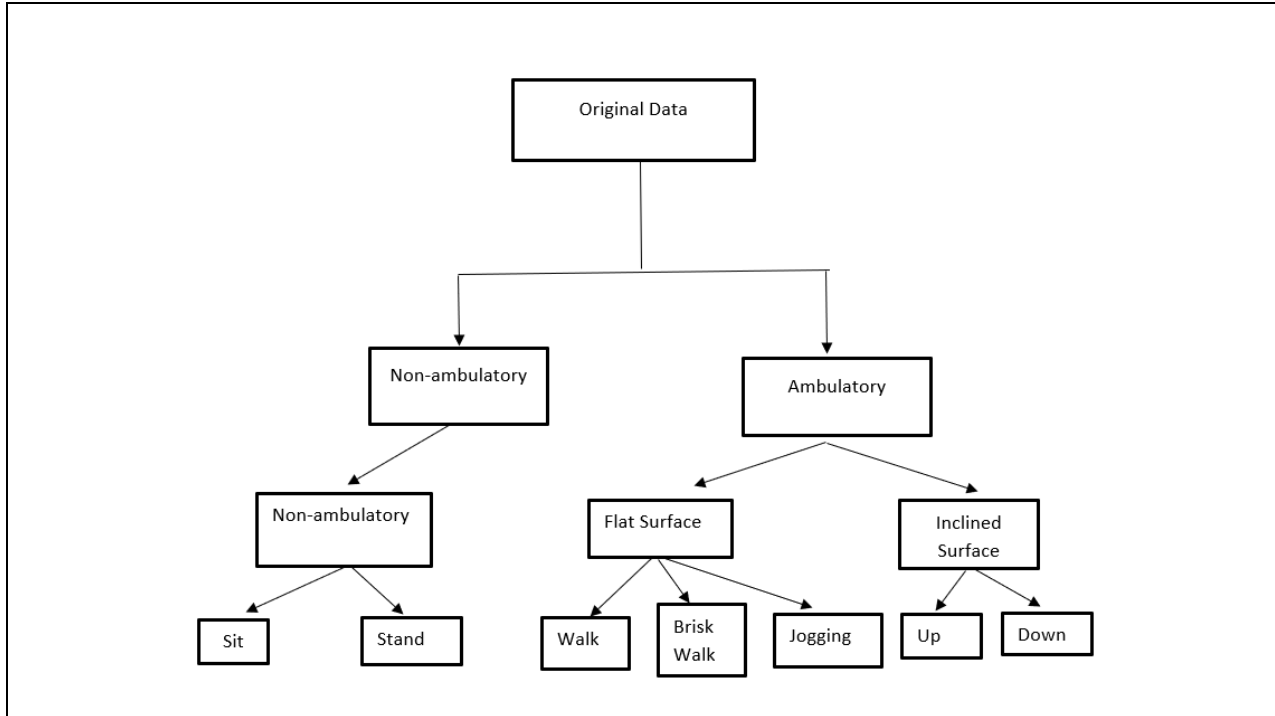 Original Data
Non-ambulatory
Ambulatory
Non-ambulatory
Flat Surface
Inclined
Surface
Sit
Stand
Walk
Brisk
Walk
Jogging
Up
Down